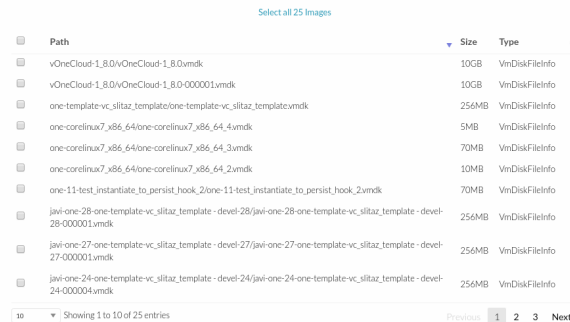 Select all 25 Images
Path Size Type
vOneCloud-1_8.0/vOneCloud-1_8.0.vmdk 10GB VmDiskFileInfo
vOneCloud-1_8.0/vOneCloud-1_8.0-000001.vmdk 10GB VmDiskFileInfo
one-template-vc_slitaz_template/one-template-vc_slitaz_template.vmdk 256MB VmDiskFileInfo
one-corelinux7_x86_64/one-corelinux7_x86_64_4.vmdk 5MB VmDiskFileInfo
one-corelinux7_x86_64/one-corelinux7_x86_64_3.vmdk 70MB VmDiskFileInfo
one-corelinux7_x86_64/one-corelinux7_x86_64_2.vmdk 10MB VmDiskFileInfo
one-11-test_instantiate_to_persist_hook_2/one-11-test_instantiate_to_persist_hook_2.vmdk 70MB VmDiskFileInfo
javi-one-28-one-template-vc_slitaz_template - devel-28/javi-one-28-one-template-vc_slitaz_template - devel-
28-000001.vmdk 256MB VmDiskFileInfo
javi-one-27-one-template-vc_slitaz_template - devel-27/javi-one-27-one-template-vc_slitaz_template - devel-
27-000001.vmdk 256MB VmDiskFileInfo
javi-one-24-one-template-vc_slitaz_template - devel-24/javi-one-24-one-template-vc_slitaz_template - devel-
24-000004.vmdk 256MB VmDiskFileInfo
10 Showing 1 to 10 of 25 entries Previous 1 2 3 Next